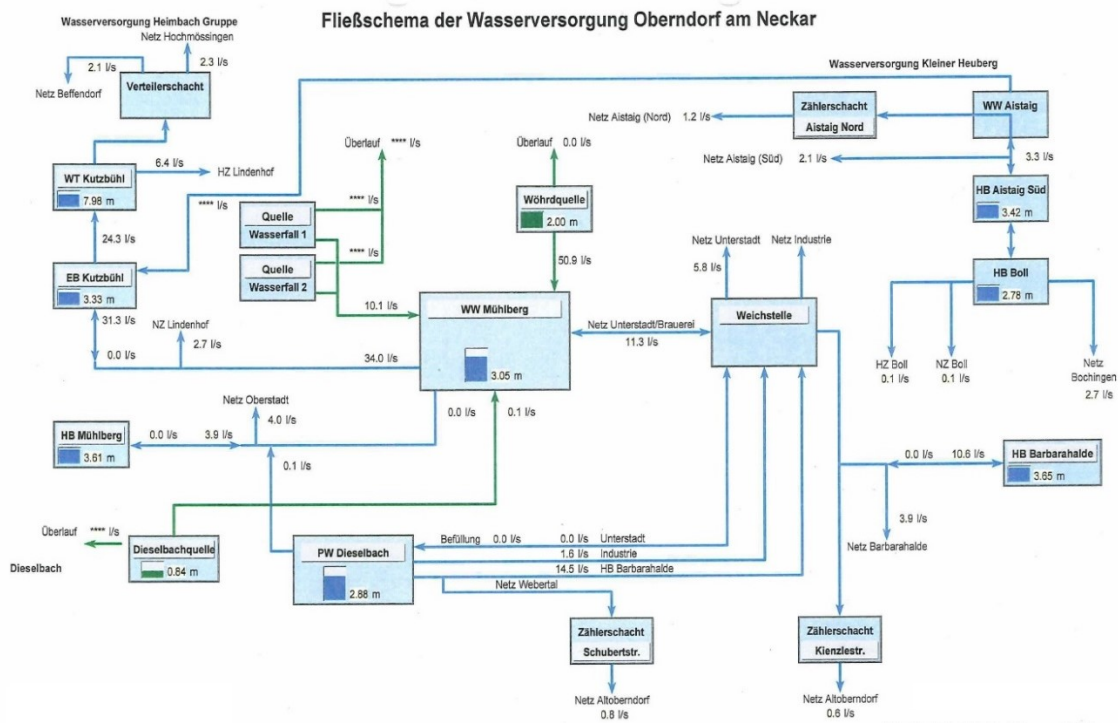 Fließschema der Wasserversorgung Oberndorf am Neckar
Wasserversorgung Heimbach Gruppe
Netz Hochmössingen
2.1 l/s
2.3 l/s
Netz Beffendorf
Verteilerschacht
Wasserversorgung Kleiner Heuberg
WT Kutzbühl
7.98 m
6.4 l/s
HZ Lindenhof
**** l/s
24.3 l/s
EB Kutzbühl
3.33 m
31.3 l/s
0.0 l/s
NZ Lindenhof
2.7 l/s
34.0 l/s
Überlauf
**** l/s
Quelle
Wasserfall 1
**** l/s
**** l/s
Quelle
Wasserfall 2
10.1 l/s
Überlauf
0.0 l/s
Wöhrdquelle
2.00 m
50.9 l/s
WW Mühlberg
3.05 m
0.0 l/s
0.1 l/s
Netz Unterstadt/Brauerei
11.3 l/s
Netz Unterstadt
5.8 l/s
Netz Industrie
Weichstelle
Netz Aistaig (Nord)
1.2 l/s
Zählerschacht
Aistaig Nord
WW Aistaig
Netz Aistaig (Süd)
2.1 l/s
3.3 l/s
HB Aistaig Süd
3.42 m
HB Boll
2.78 m
HZ Boll
0.1 l/s
NZ Boll
0.1 l/s
Netz
Bochingen
2.7 l/s
HB Mühlberg
3.61 m
0.0 l/s
3.9 l/s
Netz Oberstadt
4.0 l/s
0.1 l/s
0.0 l/s
10.6 l/s
HB Barbarahalde
3.65 m
3.9 l/s
Netz Barbarahalde
Überlauf
**** l/s
Dieselbach
Dieselbachquelle
0.84 m
PW Dieselbach
2.88 m
Befüllung 0.0 l/s 0.0 l/s Unterstadt
1.6 l/s Industrie
14.5 l/s HB Barbarahalde
Netz Webertal
Zählerschacht
Schubertstr.
Netz Altoberndorf
0.8 l/s
Zählerschacht
Kienzlestr.
Netz Altoberndorf
0.6 l/s